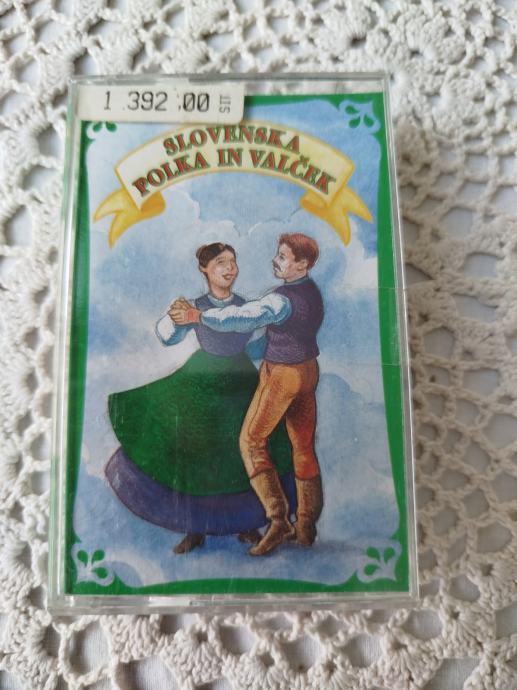 1 392 00 SIT
SLOVENSKA
POLKA IN VALČEK